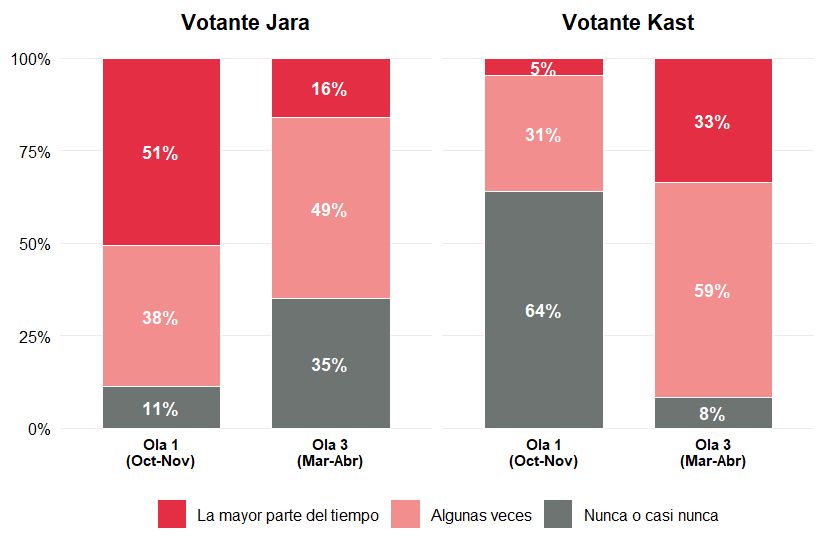 Votante Jara
Votante Kast
100%
75%
50%
25%
0%
51%
38%
11%
16%
49%
35%
5%
31%
64%
33%
59%
8%
Ola 1
(Oct-Nov)
Ola 3
(Mar-Abr)
Ola 1
(Oct-Nov)
Ola 3
(Mar-Abr)
La mayor parte del tiempo
Algunas veces
Nunca o casi nunca